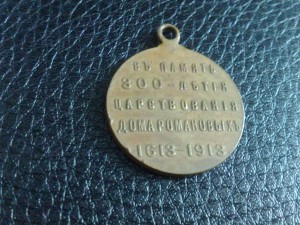 ВЪ ПАМЯТЬ
300-ЛѢТІЯ
ЦАРСТВОВАНІЯ
ДОМА РОМАНОВЫХЪ
1613-1913